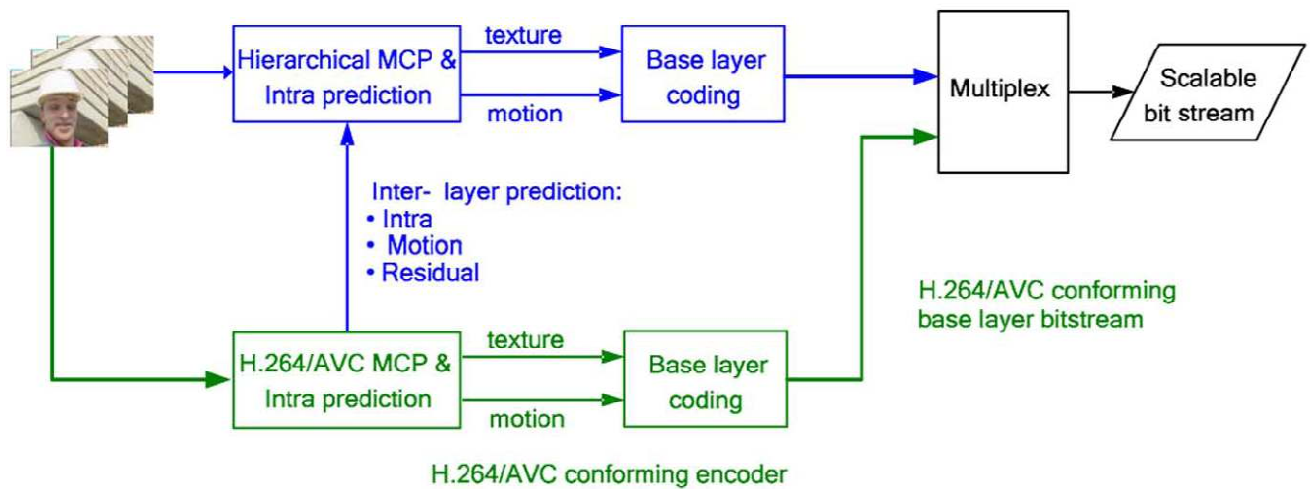 texture
Hierarchical MCP &
Intra prediction
motion
Base layer
coding
Multiplex
Scalable
bit stream
Inter- layer prediction:
• Intra
• Motion
• Residual
H.264/AVC conforming
base layer bitstream
texture
H.264/AVC MCP &
Intra prediction
motion
Base layer
coding
H.264/AVC conforming encoder